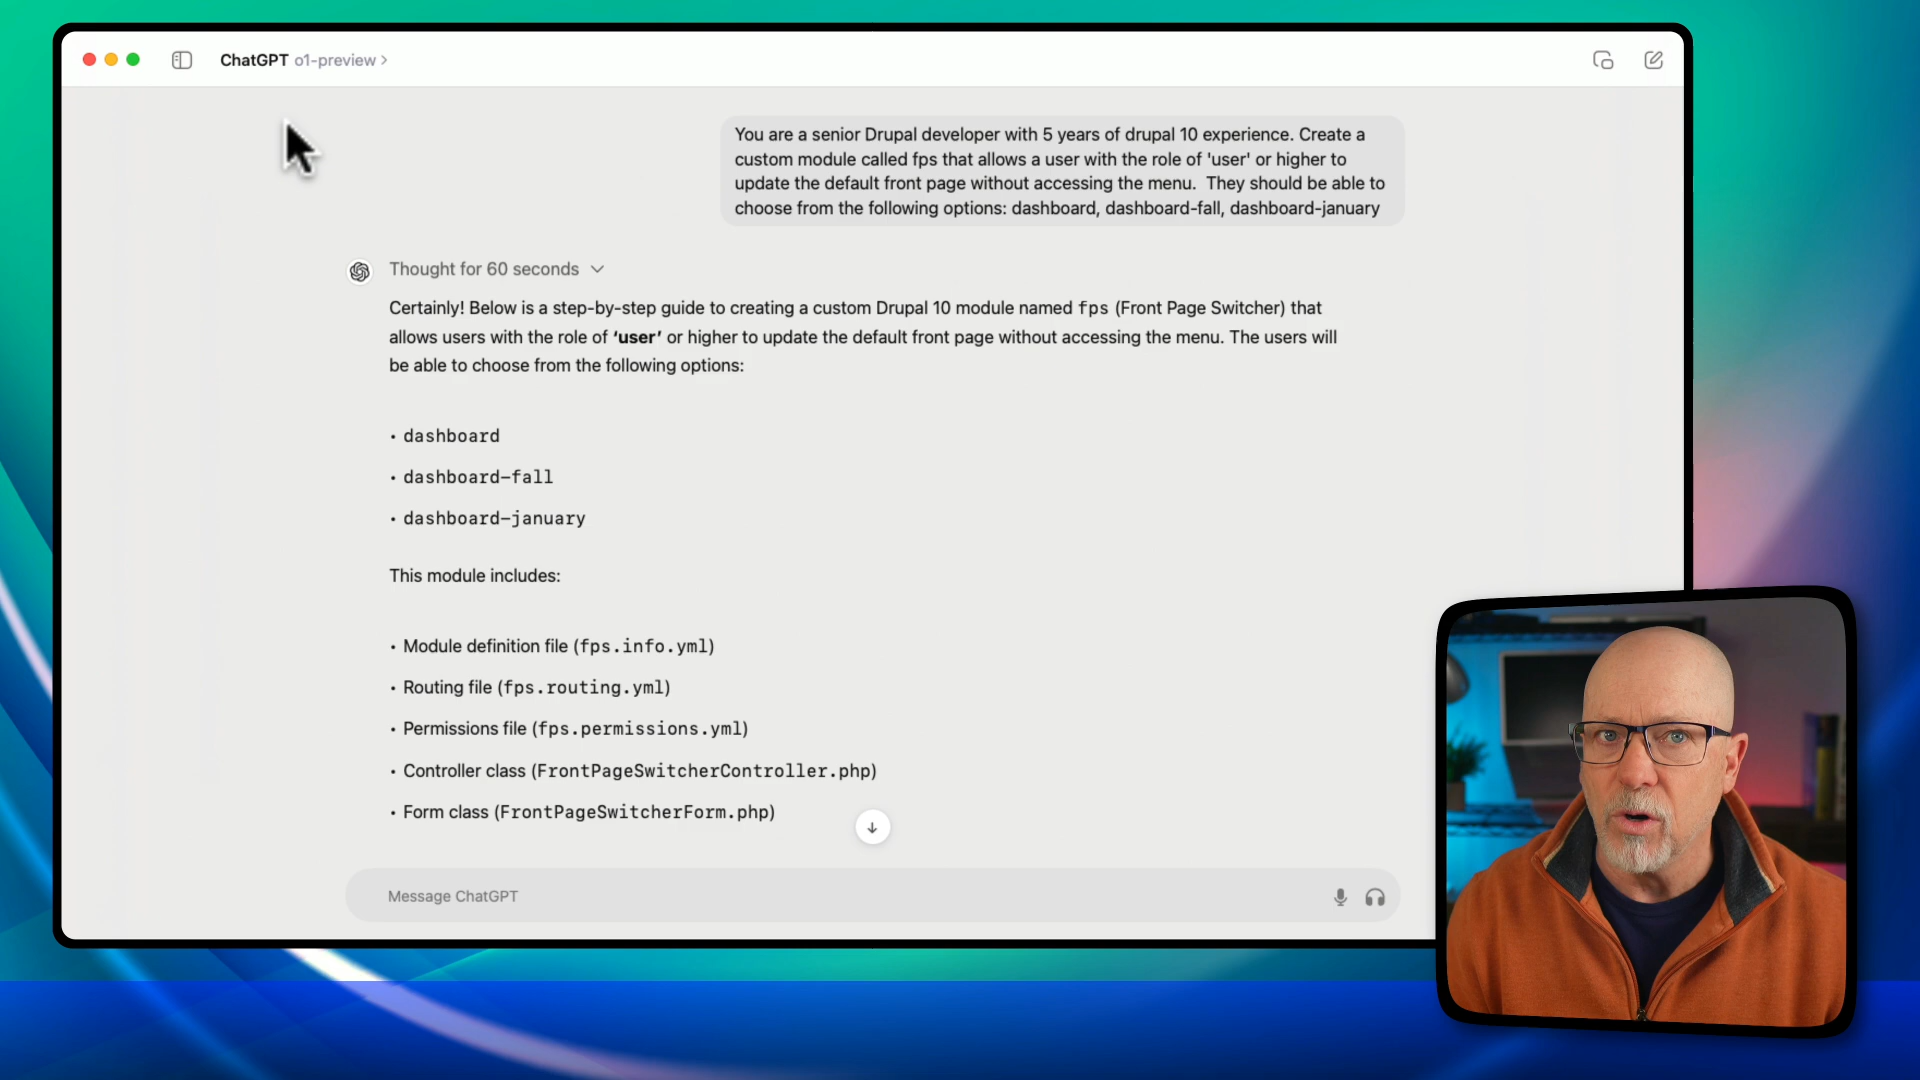 ChatGPT o1-preview >
You are a senior Drupal developer with 5 years of drupal 10 experience. Create a
custom module called fps that allows a user with the role of 'user' or higher to
update the default front page without accessing the menu.  They should be able to
choose from the following options: dashboard, dashboard-fall, dashboard-january
Thought for 60 seconds
Certainly! Below is a step-by-step guide to creating a custom Drupal 10 module named fps (Front Page Switcher) that
allows users with the role of ‘user’ or higher to update the default front page without accessing the menu. The users will
be able to choose from the following options:
• dashboard
• dashboard-fall
• dashboard-january
This module includes:
• Module definition file (fps.info.yml)
• Routing file (fps.routing.yml)
• Permissions file (fps.permissions.yml)
• Controller class (FrontPageSwitcherController.php)
• Form class (FrontPageSwitcherForm.php)
Message ChatGPT